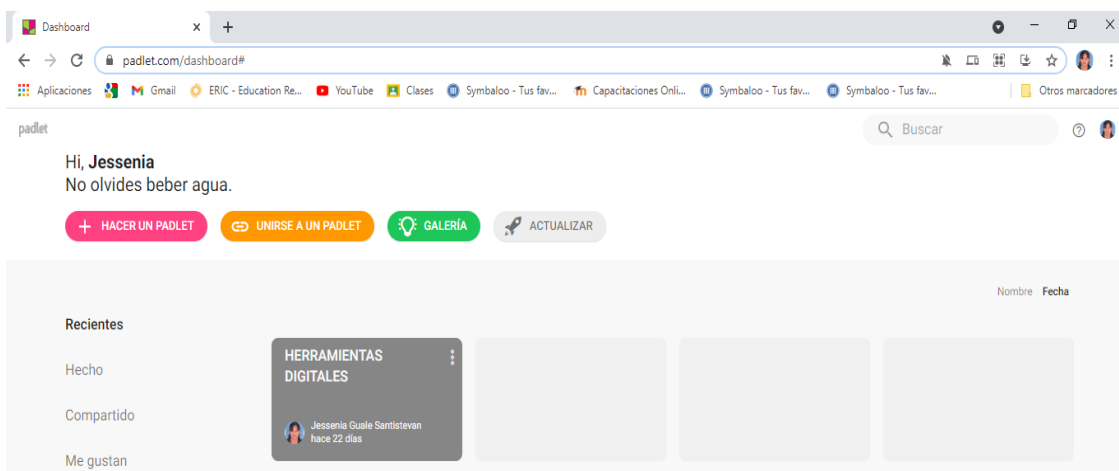 Dashboard
padlet.com/dashboard#
Aplicaciones Gmail ERIC - Education Re... YouTube Clases Symbaloo - Tus fav... Capacitaciones Onli... Symbaloo - Tus fav... Symbaloo - Tus fav... Otros marcadores
padlet
Buscar
Hi, Jessenia
No olvides beber agua.
HACER UN PADLET UNIRSE A UN PADLET GALERÍA ACTUALIZAR
Nombre Fecha
Recientes
Hecho
Compartido
Me gustan
HERRAMIENTAS
DIGITALES
Jessenia Guale Santistevan
hace 22 días